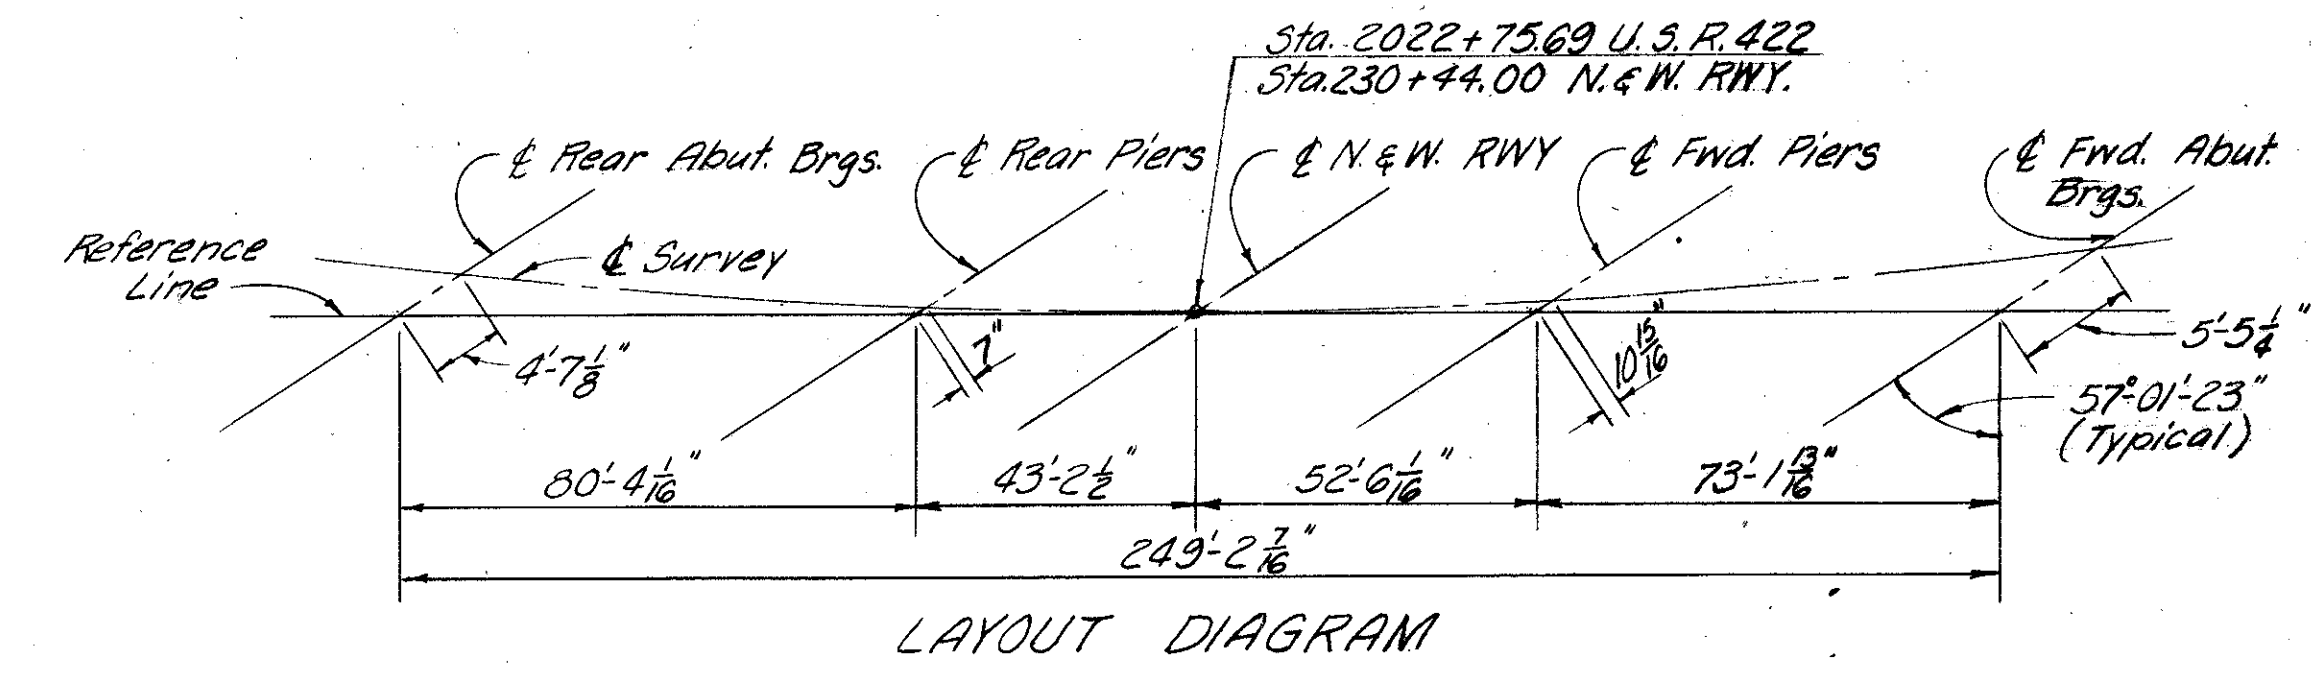 Sta. 2022+75.69 U.S.R. 422
Sta. 230+44.00 N. & W. RWY.
℄ Rear Abut. Brgs.
℄ Rear Piers
℄ N. & W. RWY
℄ Fwd. Piers
℄ Fwd. Abut.
Brgs.
Reference
Line
℄ Survey
4'-7 1/8"
7"
10 15/16"
5'-5 1/4"
57°-01'-23"
(Typical)
80'-4 1/16"
43'-2 1/2"
52'-6 1/16"
73'-1 13/16"
249'-2 7/16"
LAYOUT DIAGRAM